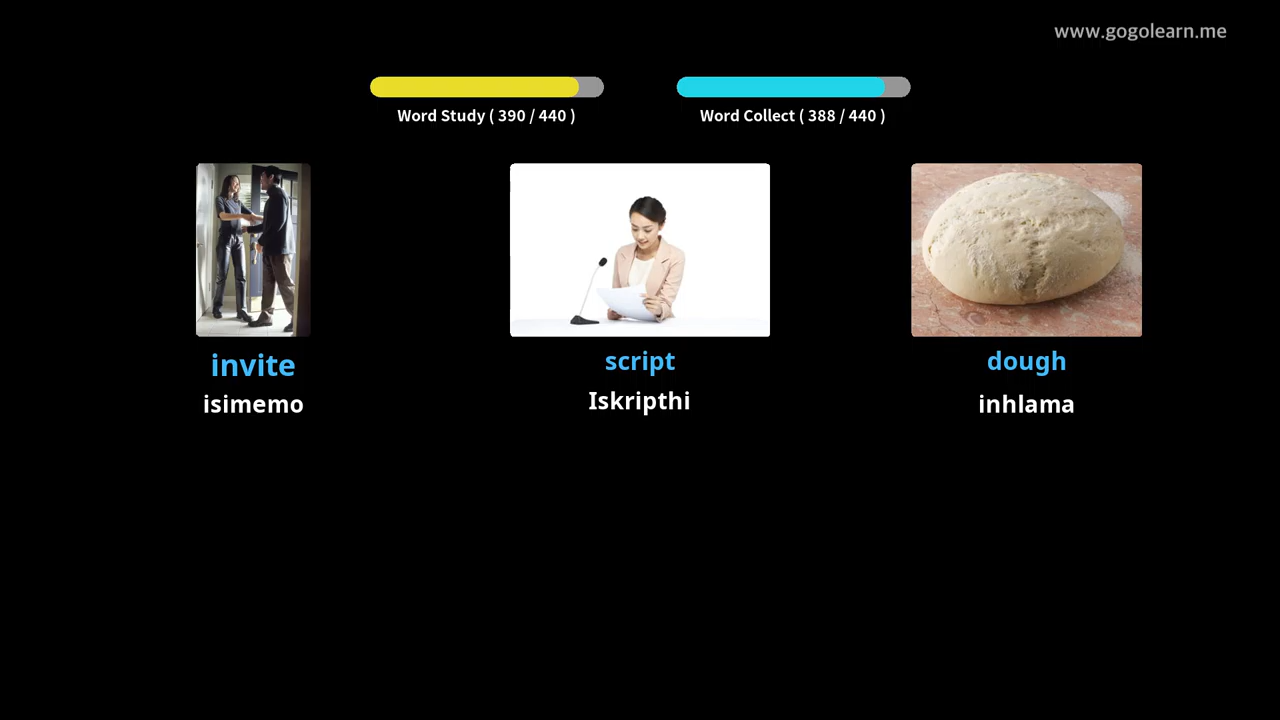 www.gogolearn.me
Word Study ( 390 / 440 )
Word Collect ( 388 / 440 )
invite
isimemo
script
Iskripthi
dough
inhlama